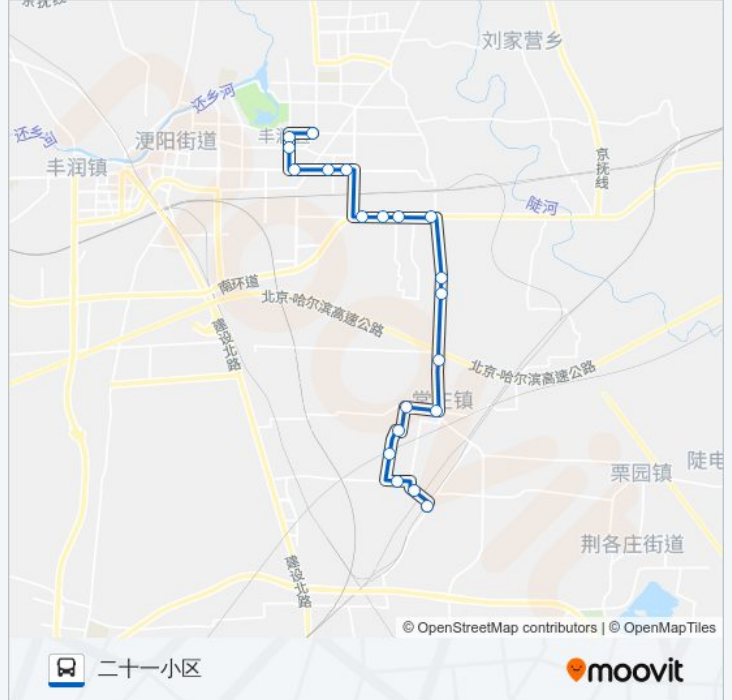 京抚线
刘家营乡
还乡河
还乡河
浭阳街道
丰润镇
京抚线
陡河
南环道
北京-哈尔滨高速公路
建设北路
北京-哈尔滨高速公路
栗园镇
陡电
荆各庄街道
建设北路
© OpenStreetMap contributors | © OpenMapTiles
二十一小区
moovit